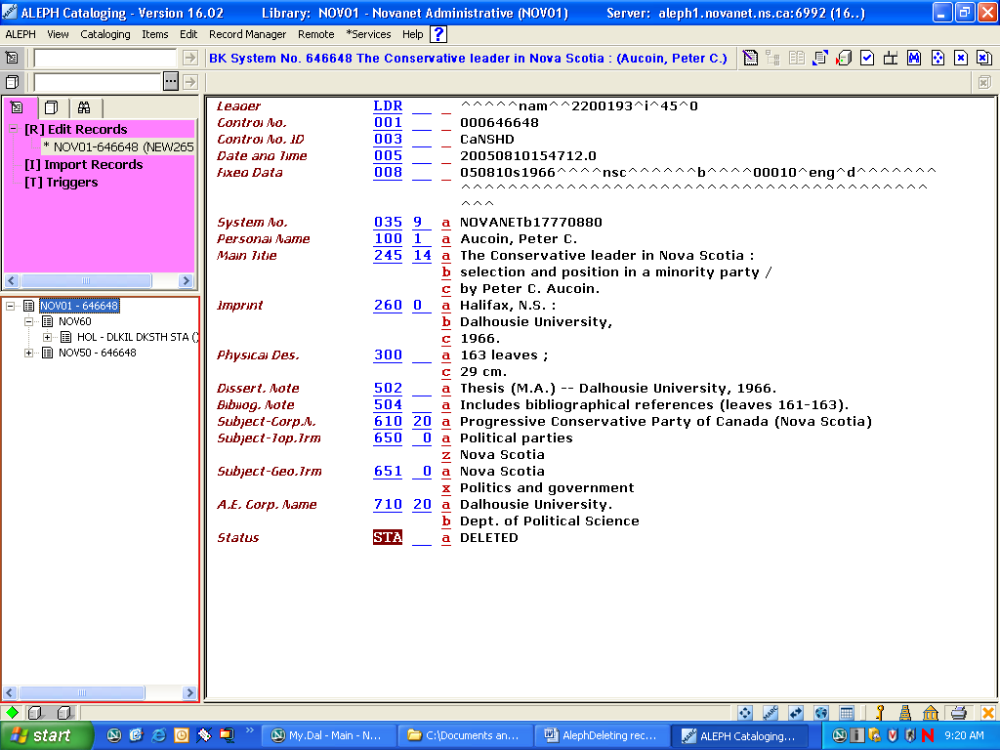 ALEPH Cataloging - Version 16.02 Library: NOV01 - Novanet Administrative (NOV01) Server: aleph1.novanet.ns.ca:6992 (16..)
ALEPH View Cataloging Items Edit Record Manager Remote *Services Help ?
BK System No. 646648 The Conservative leader in Nova Scotia : (Aucoin, Peter C.)
[R] Edit Records
* NOV01-646648 (NEW265
[I] Import Records
[T] Triggers
NOV01 - 646648
NOV60
HOL - DLKIL DKSTH STA ()
NOV50 - 646648
Leader LDR ^^^^^nam^^2200193^i^45^0
Control No. 001 000646648
Control No. ID 003 CaNSHD
Date and Time 005 20050810154712.0
Fixed Data 008 050810s1966^^^^nsc^^^^^^b^^^^00010^eng^d^^^^^^^
^^^^^^^^^^^^^^^^^^^^^^^^^^^^^^^^^^^^^^^^
^^^
System No. 035 9 a NOVANETb17770880
Personal Name 100 1 a Aucoin, Peter C.
Main Title 245 14 a The Conservative leader in Nova Scotia :
b selection and position in a minority party /
c by Peter C. Aucoin.
Imprint 260 0 a Halifax, N.S. :
b Dalhousie University,
c 1966.
Physical Des. 300 a 163 leaves ;
c 29 cm.
Dissert. Note 502 a Thesis (M.A.) -- Dalhousie University, 1966.
Bibliog. Note 504 a Includes bibliographical references (leaves 161-163).
Subject-Corp.N. 610 20 a Progressive Conservative Party of Canada (Nova Scotia)
Subject-Top.Trm 650 0 a Political parties
z Nova Scotia
Subject-Geo.Trm 651 0 a Nova Scotia
x Politics and government
A.E. Corp. Name 710 20 a Dalhousie University.
b Dept. of Political Science
Status STA a DELETED
start My.Dal - Main - N... C:\Documents an... AlephDeleting rec... ALEPH Cataloging... 9:20 AM